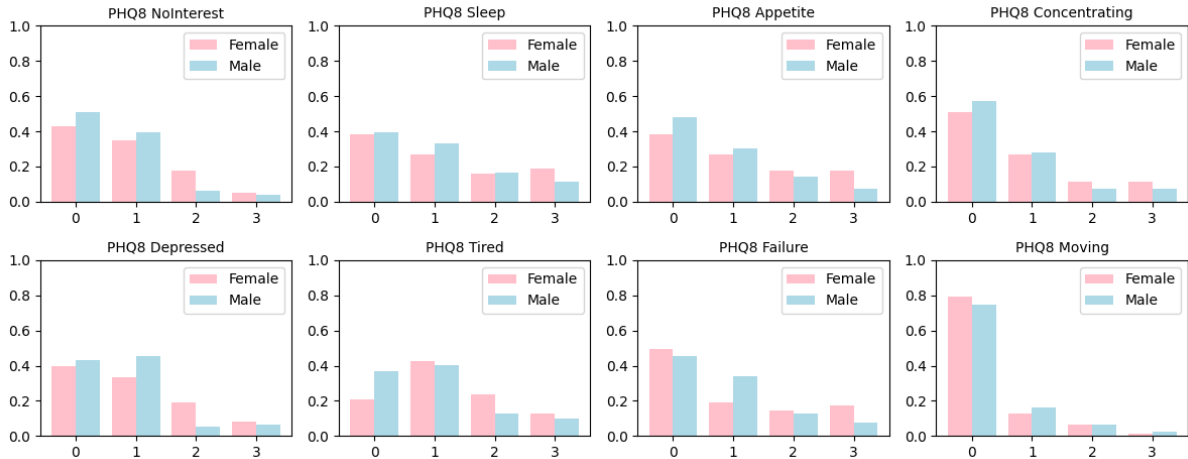 PHQ8 NoInterest
1.0
0.8
0.6
0.4
0.2
0.0
0 1 2 3
Female
Male
PHQ8 Sleep
1.0
0.8
0.6
0.4
0.2
0.0
0 1 2 3
Female
Male
PHQ8 Appetite
1.0
0.8
0.6
0.4
0.2
0.0
0 1 2 3
Female
Male
PHQ8 Concentrating
1.0
0.8
0.6
0.4
0.2
0.0
0 1 2 3
Female
Male
PHQ8 Depressed
1.0
0.8
0.6
0.4
0.2
0.0
0 1 2 3
Female
Male
PHQ8 Tired
1.0
0.8
0.6
0.4
0.2
0.0
0 1 2 3
Female
Male
PHQ8 Failure
1.0
0.8
0.6
0.4
0.2
0.0
0 1 2 3
Female
Male
PHQ8 Moving
1.0
0.8
0.6
0.4
0.2
0.0
0 1 2 3
Female
Male